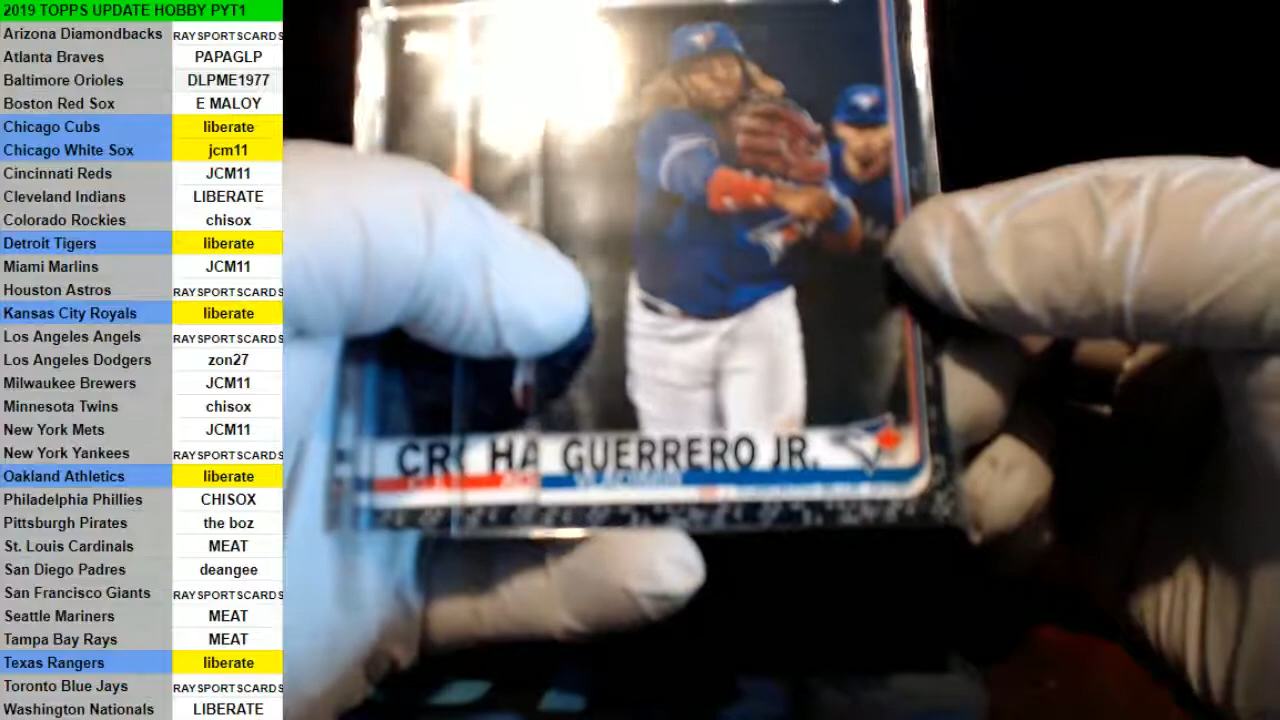 2019 TOPPS UPDATE HOBBY PYT1
Arizona Diamondbacks RAYSPORTSCARDS
Atlanta Braves PAPAGLP
Baltimore Orioles DLPME1977
Boston Red Sox E MALOY
Chicago Cubs liberate
Chicago White Sox jcm11
Cincinnati Reds JCM11
Cleveland Indians LIBERATE
Colorado Rockies chisox
Detroit Tigers liberate
Miami Marlins JCM11
Houston Astros RAYSPORTSCARDS
Kansas City Royals liberate
Los Angeles Angels RAYSPORTSCARDS
Los Angeles Dodgers zon27
Milwaukee Brewers JCM11
Minnesota Twins chisox
New York Mets JCM11
New York Yankees RAYSPORTSCARDS
Oakland Athletics liberate
Philadelphia Phillies CHISOX
Pittsburgh Pirates the boz
St. Louis Cardinals MEAT
San Diego Padres deangee
San Francisco Giants RAYSPORTSCARDS
Seattle Mariners MEAT
Tampa Bay Rays MEAT
Texas Rangers liberate
Toronto Blue Jays RAYSPORTSCARDS
Washington Nationals LIBERATE
CR HA GUERRERO JR.
VLADIMIR